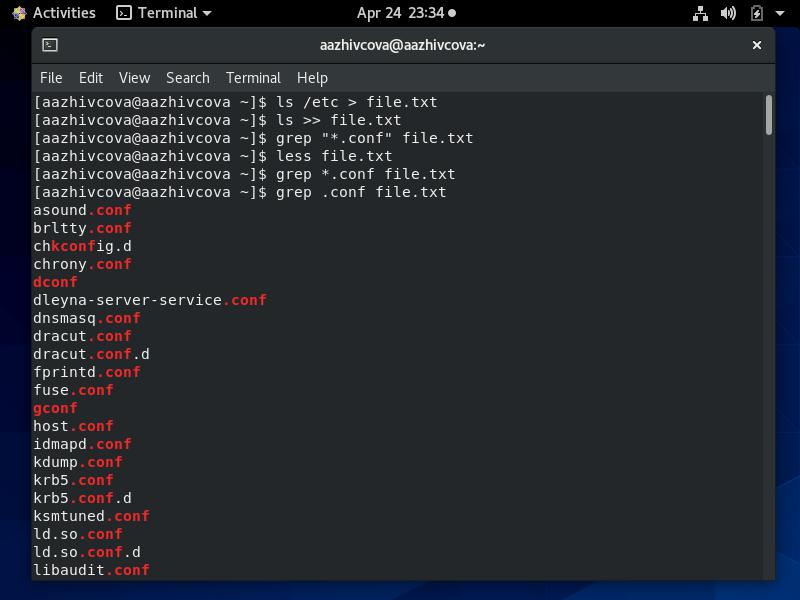 Activities Terminal Apr 24 23:34
aazhivcova@aazhivcova:~
File Edit View Search Terminal Help
[aazhivcova@aazhivcova ~]$ ls /etc > file.txt
[aazhivcova@aazhivcova ~]$ ls >> file.txt
[aazhivcova@aazhivcova ~]$ grep "*.conf" file.txt
[aazhivcova@aazhivcova ~]$ less file.txt
[aazhivcova@aazhivcova ~]$ grep *.conf file.txt
[aazhivcova@aazhivcova ~]$ grep .conf file.txt
asound.conf
brltty.conf
chkconfig.d
chrony.conf
dconf
dleyna-server-service.conf
dnsmasq.conf
dracut.conf
dracut.conf.d
fprintd.conf
fuse.conf
gconf
host.conf
idmapd.conf
kdump.conf
krb5.conf
krb5.conf.d
ksmtuned.conf
ld.so.conf
ld.so.conf.d
libaudit.conf